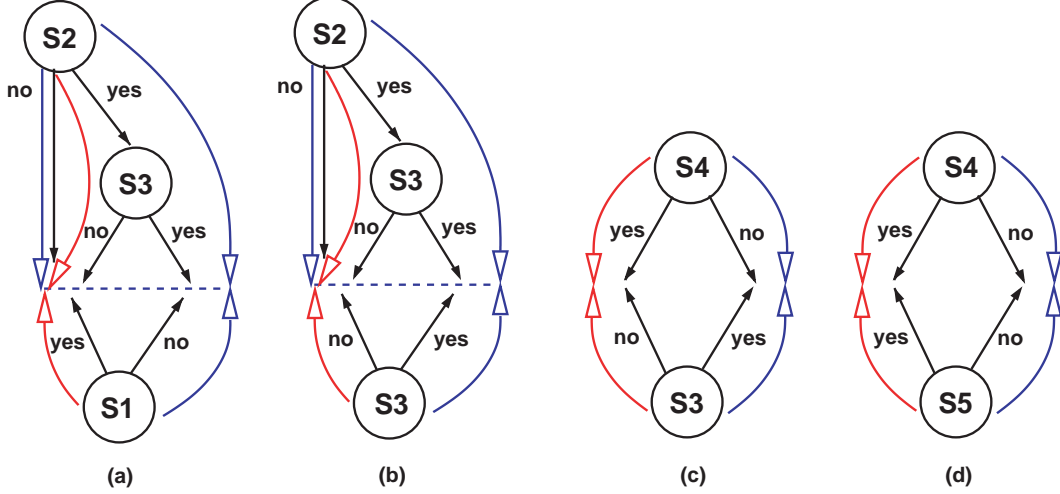 S2
no
yes
S3
no
yes
yes
no
S1
(a)
S2
no
yes
S3
no
yes
no
yes
S3
(b)
S4
yes
no
no
yes
S3
(c)
S4
yes
no
yes
no
S5
(d)